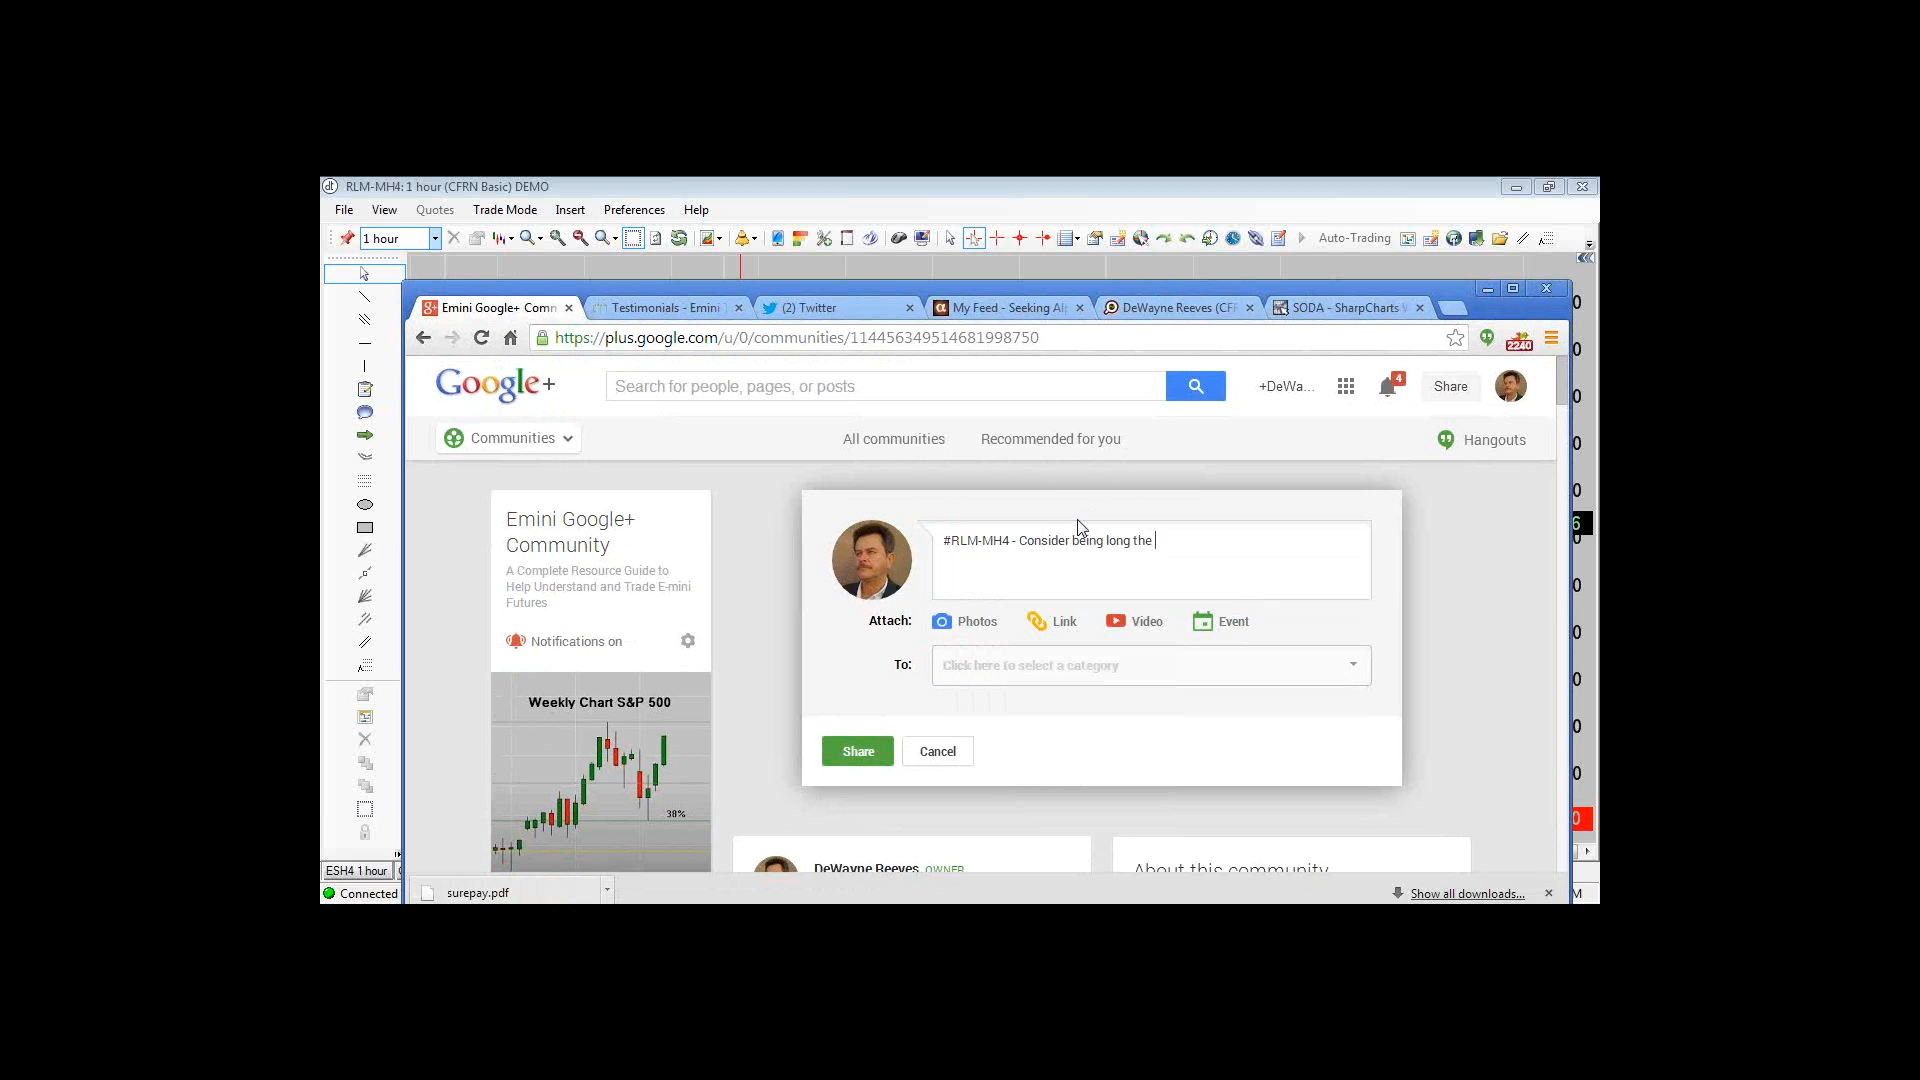 RLM-MH4: 1 hour (CFRN Basic) DEMO
File View Quotes Trade Mode Insert Preferences Help
1 hour
Auto-Trading
Emini Google+ Comn
Testimonials - Emini
(2) Twitter
My Feed - Seeking Al
DeWayne Reeves (CF
SODA - SharpCharts
https://plus.google.com/u/0/communities/114456349514681998750
2240
Google+
Search for people, pages, or posts
+DeWa...
4
Share
Communities
All communities
Recommended for you
Hangouts
Emini Google+
Community
A Complete Resource Guide to
Help Understand and Trade E-mini
Futures
Notifications on
Weekly Chart S&P 500
38%
#RLM-MH4 - Consider being long the
Attach:
Photos
Link
Video
Event
To:
Click here to select a category
Share
Cancel
DeWayne Reeves OWNER
About this community
ESH4 1 hour
Connected
surepay.pdf
Show all downloads...
M